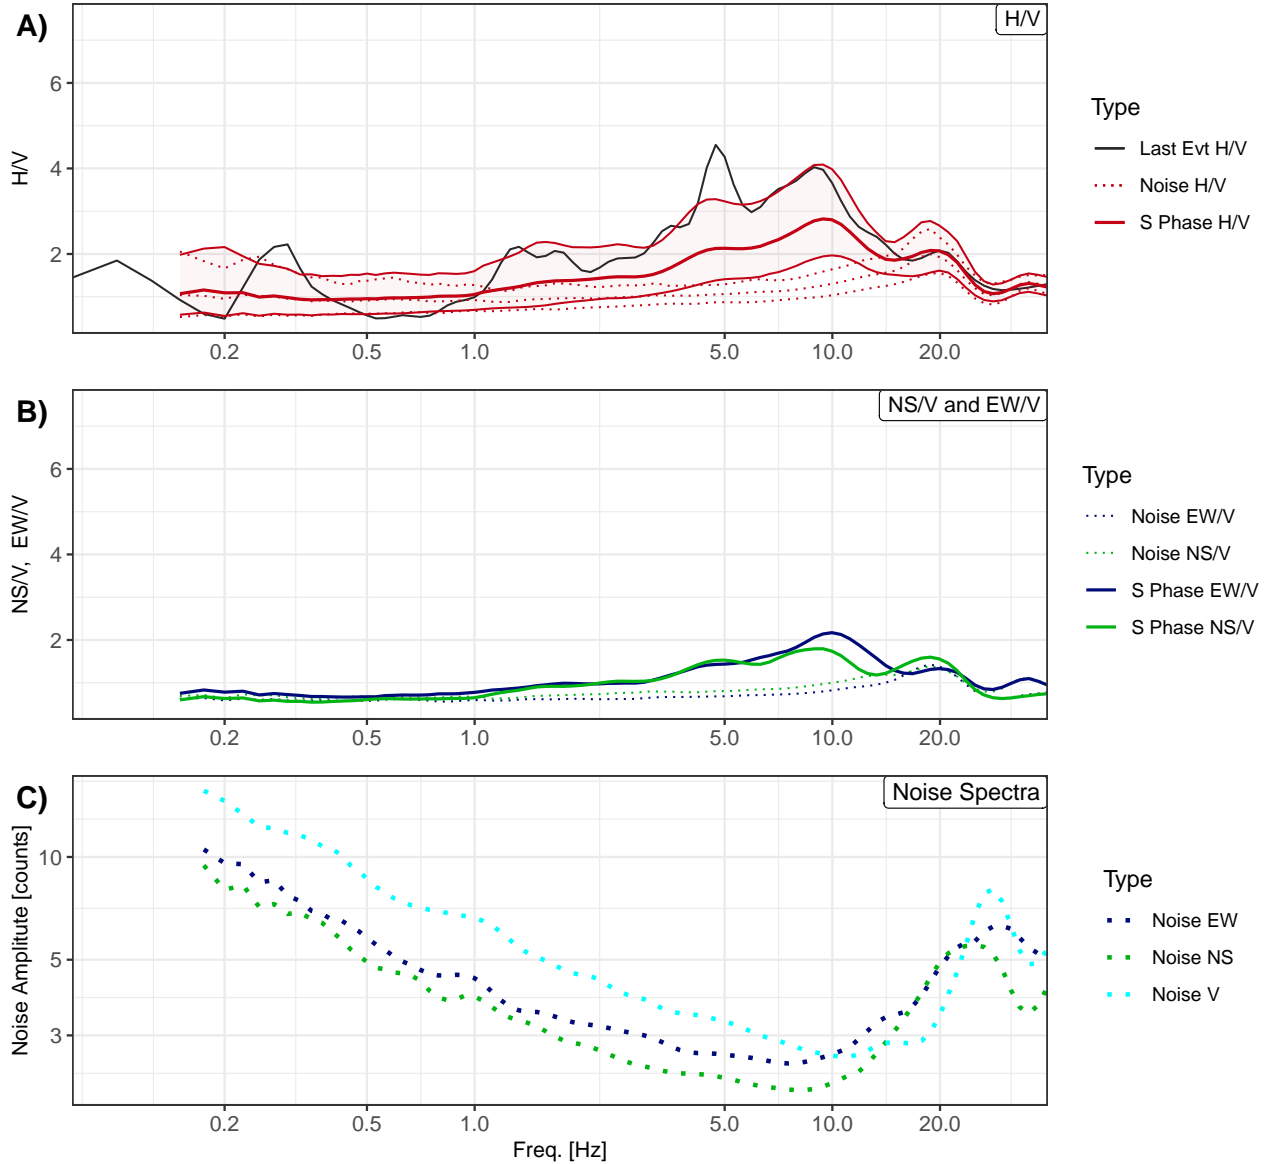 A)
H/V
6
4
2
H/V
0.2 0.5 1.0 5.0 10.0 20.0
Type
Last Evt H/V
Noise H/V
S Phase H/V
B)
NS/V and EW/V
6
4
2
NS/V, EW/V
0.2 0.5 1.0 5.0 10.0 20.0
Type
Noise EW/V
Noise NS/V
S Phase EW/V
S Phase NS/V
C)
Noise Spectra
10
5
3
Noise Amplitute [counts]
0.2 0.5 1.0 5.0 10.0 20.0
Freq. [Hz]
Type
Noise EW
Noise NS
Noise V